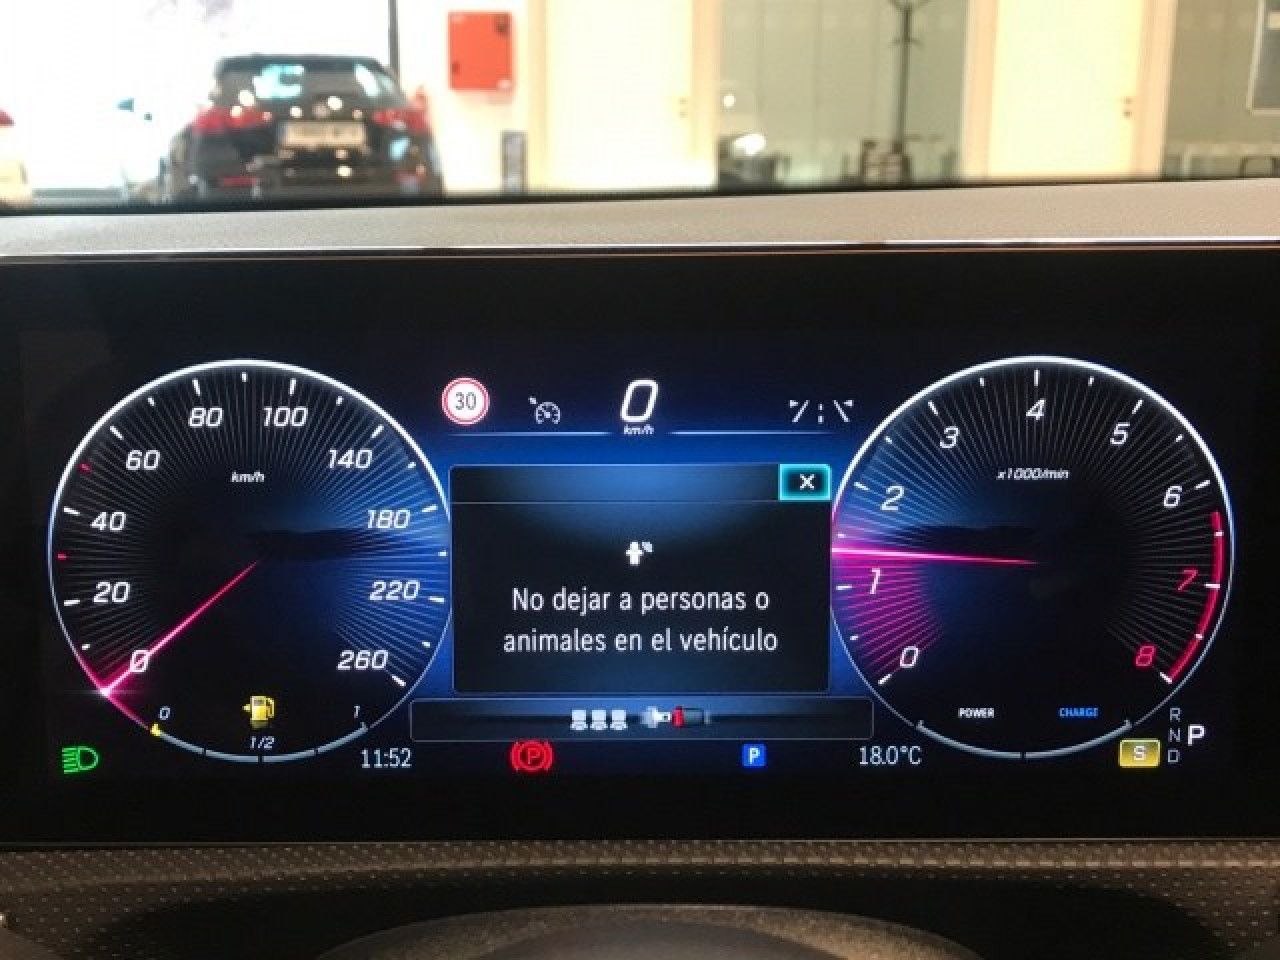 30
0
km/h
80 100
60 140
km/h
40 180
20 220
0 260
4
3 5
x1000/min
2 6
1 7
0 8
No dejar a personas o
animales en el vehículo
0 1
1/2
POWER CHARGE
11:52
P
P
18.0°C
S
R
N P
D